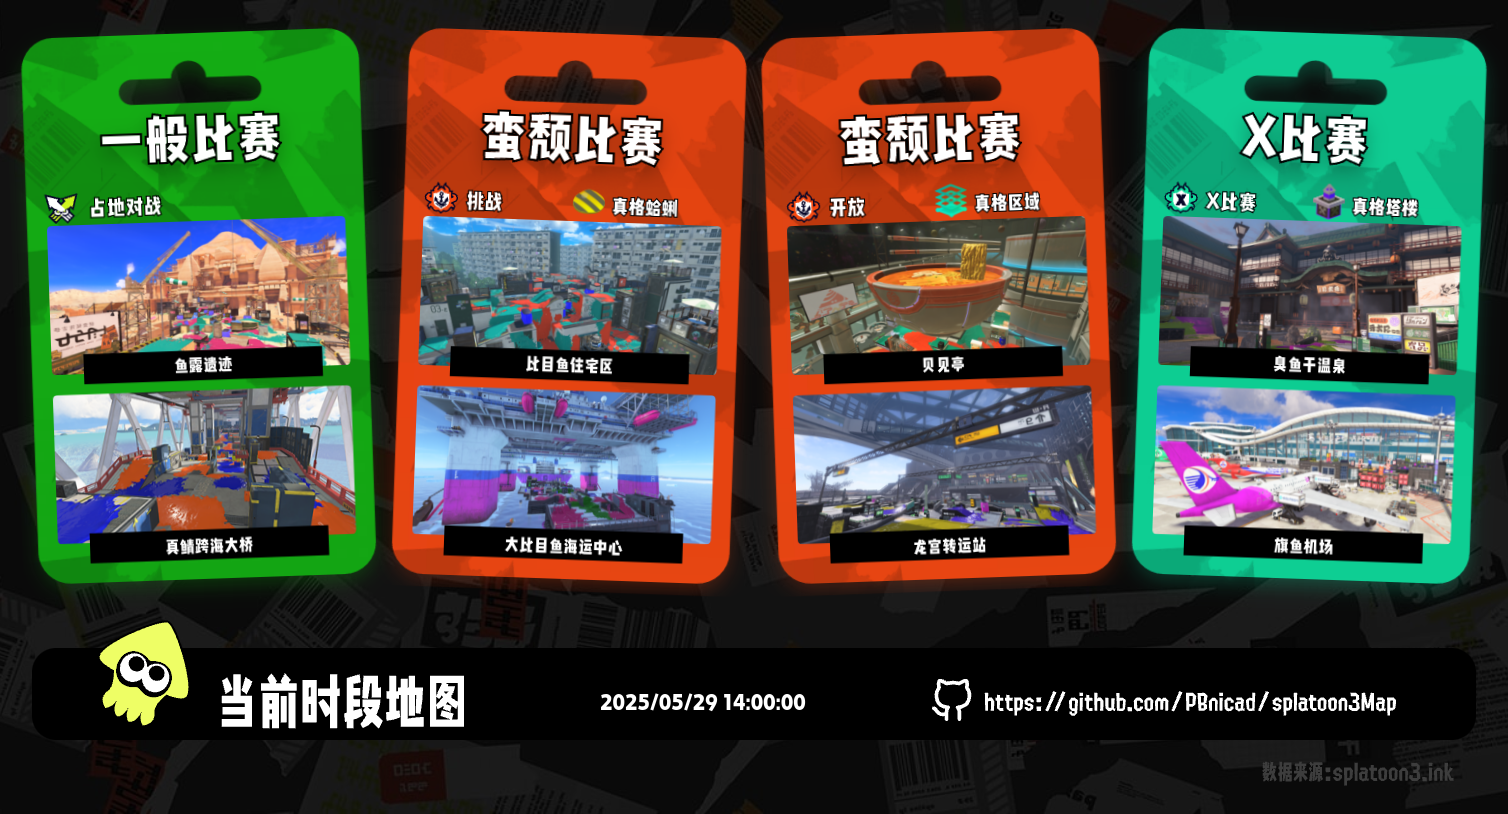 一般比赛
占地对战
鱼露遗迹
真鲭跨海大桥
蛮颓比赛
挑战
真格蛤蜊
比目鱼住宅区
大比目鱼海运中心
蛮颓比赛
开放
真格区域
贝见亭
龙宫转运站
X比赛
X比赛
真格塔楼
臭鱼干温泉
旗鱼机场
当前时段地图
2025/05/29 14:00:00
https://github.com/PBnicad/splatoon3Map
数据来源:splatoon3.ink